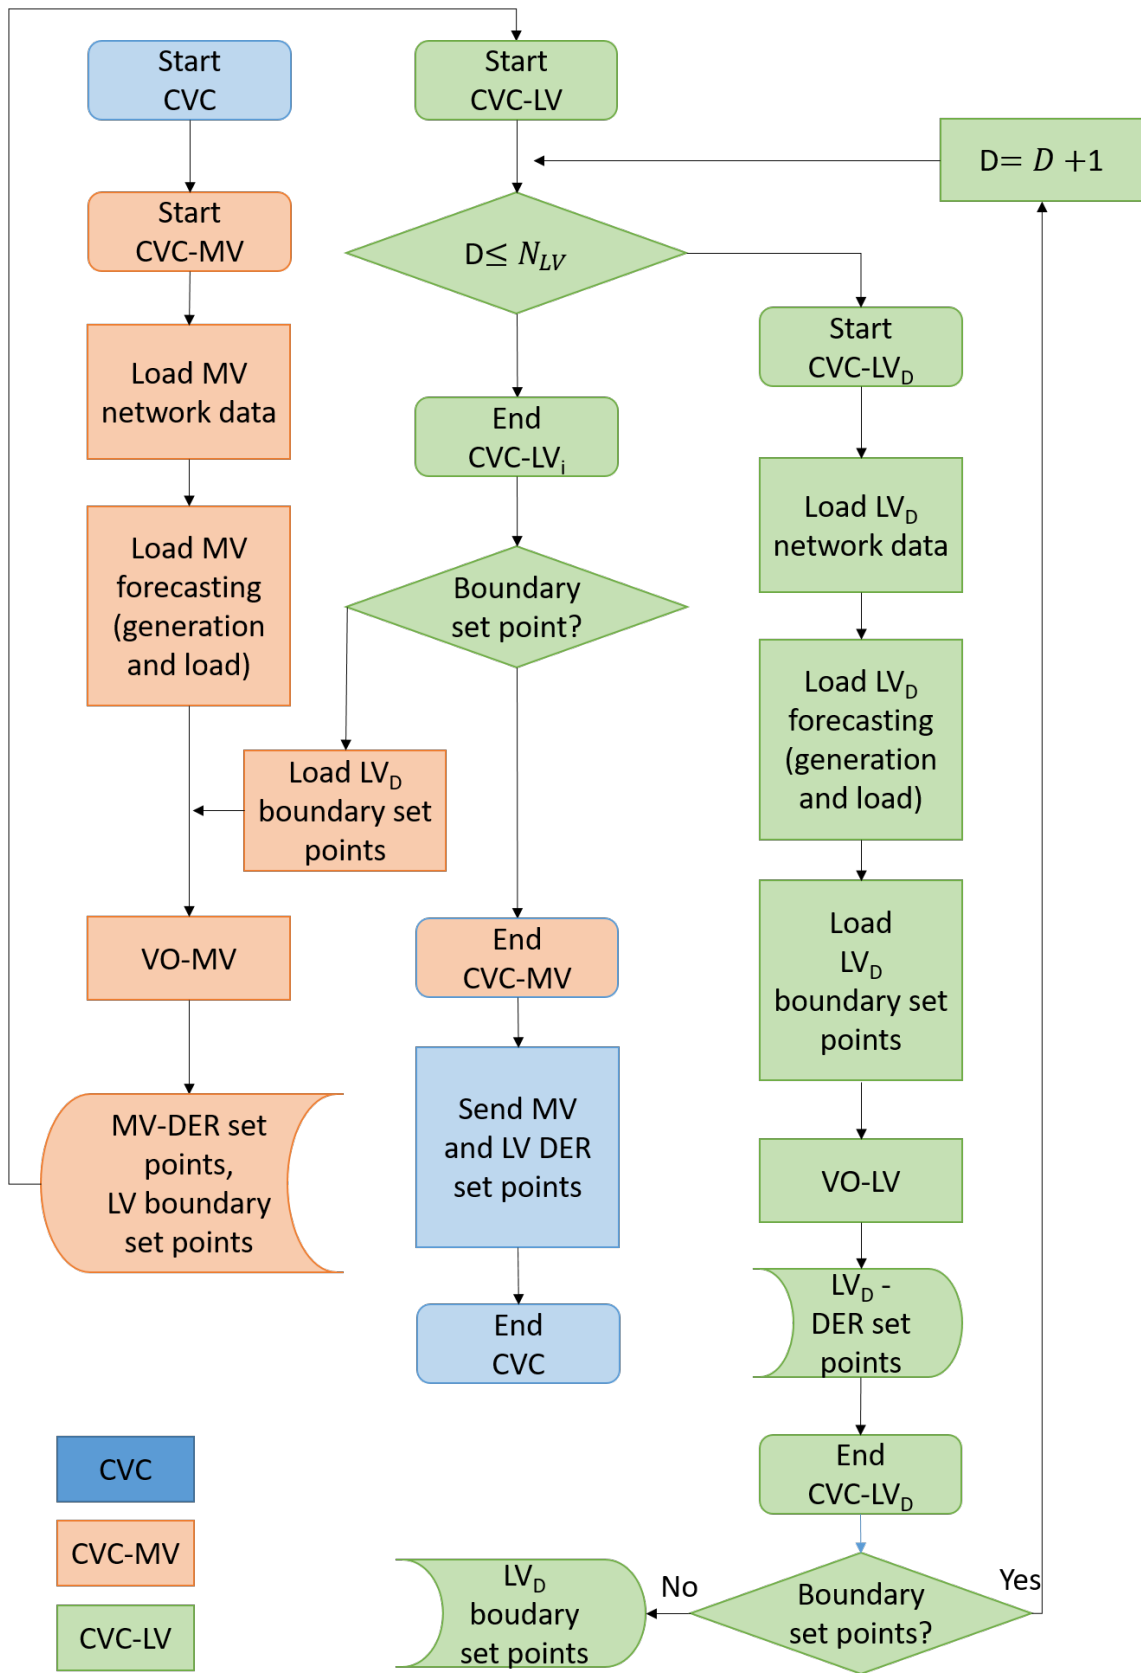 Start
CVC
Start
CVC-MV
Load MV
network data
Load MV
forecasting
(generation
and load)
Load LV_D
boundary set
points
VO-MV
MV-DER set
points,
LV boundary
set points
Start
CVC-LV
D≤ N_LV
End
CVC-LV_i
Boundary
set point?
End
CVC-MV
Send MV
and LV DER
set points
End
CVC
D= D +1
Start
CVC-LV_D
Load LV_D
network data
Load LV_D
forecasting
(generation
and load)
Load
LV_D
boundary set
points
VO-LV
LV_D -
DER set
points
End
CVC-LV_D
Boundary
set points?
Yes
No
LV_D
boudary
set points
CVC
CVC-MV
CVC-LV